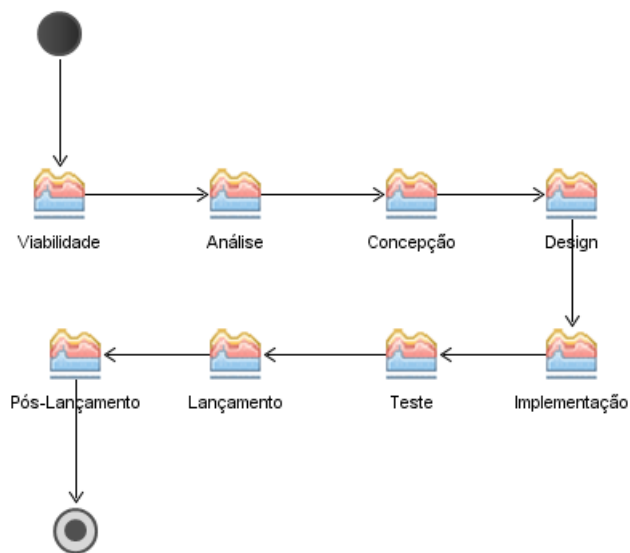 Viabilidade
Análise
Concepção
Design
Pós-Lançamento
Lançamento
Teste
Implementação